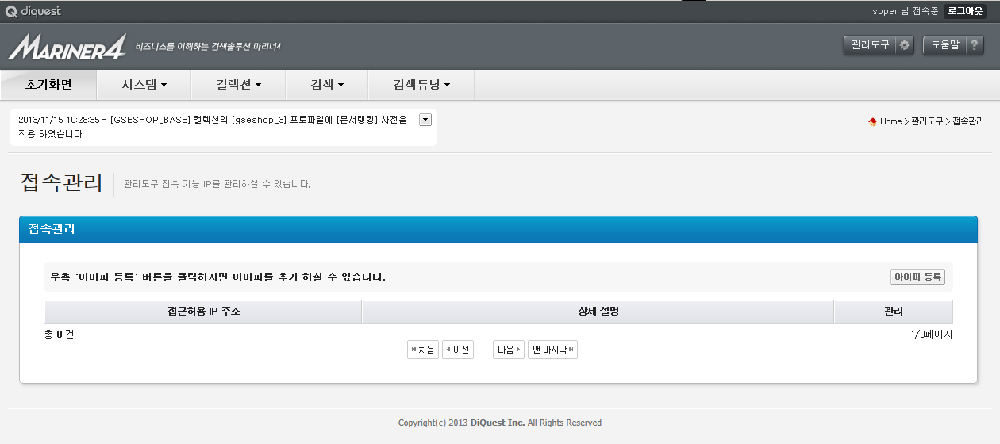 diquest
super 님 접속중 로그아웃
MARINER4 비즈니스를 이해하는 검색솔루션 마리너4
관리도구 도움말 ?
초기화면 시스템 컬렉션 검색 검색튜닝
2013/11/15 10:28:35 - [GSESHOP_BASE] 컬렉션의 [gseshop_3] 프로파일에 [문서랭킹] 사전을
적용 하였습니다.
Home > 관리도구 > 접속관리
접속관리 관리도구 접속 가능 IP를 관리하실 수 있습니다.
접속관리
우측 '아이피 등록' 버튼을 클릭하시면 아이피를 추가 하실 수 있습니다. 아이피 등록
접근허용 IP 주소 상세 설명 관리
총 0 건 1/0페이지
처음 이전 다음 맨 마지막
Copyright(c) 2013 DiQuest Inc. All Rights Reserved